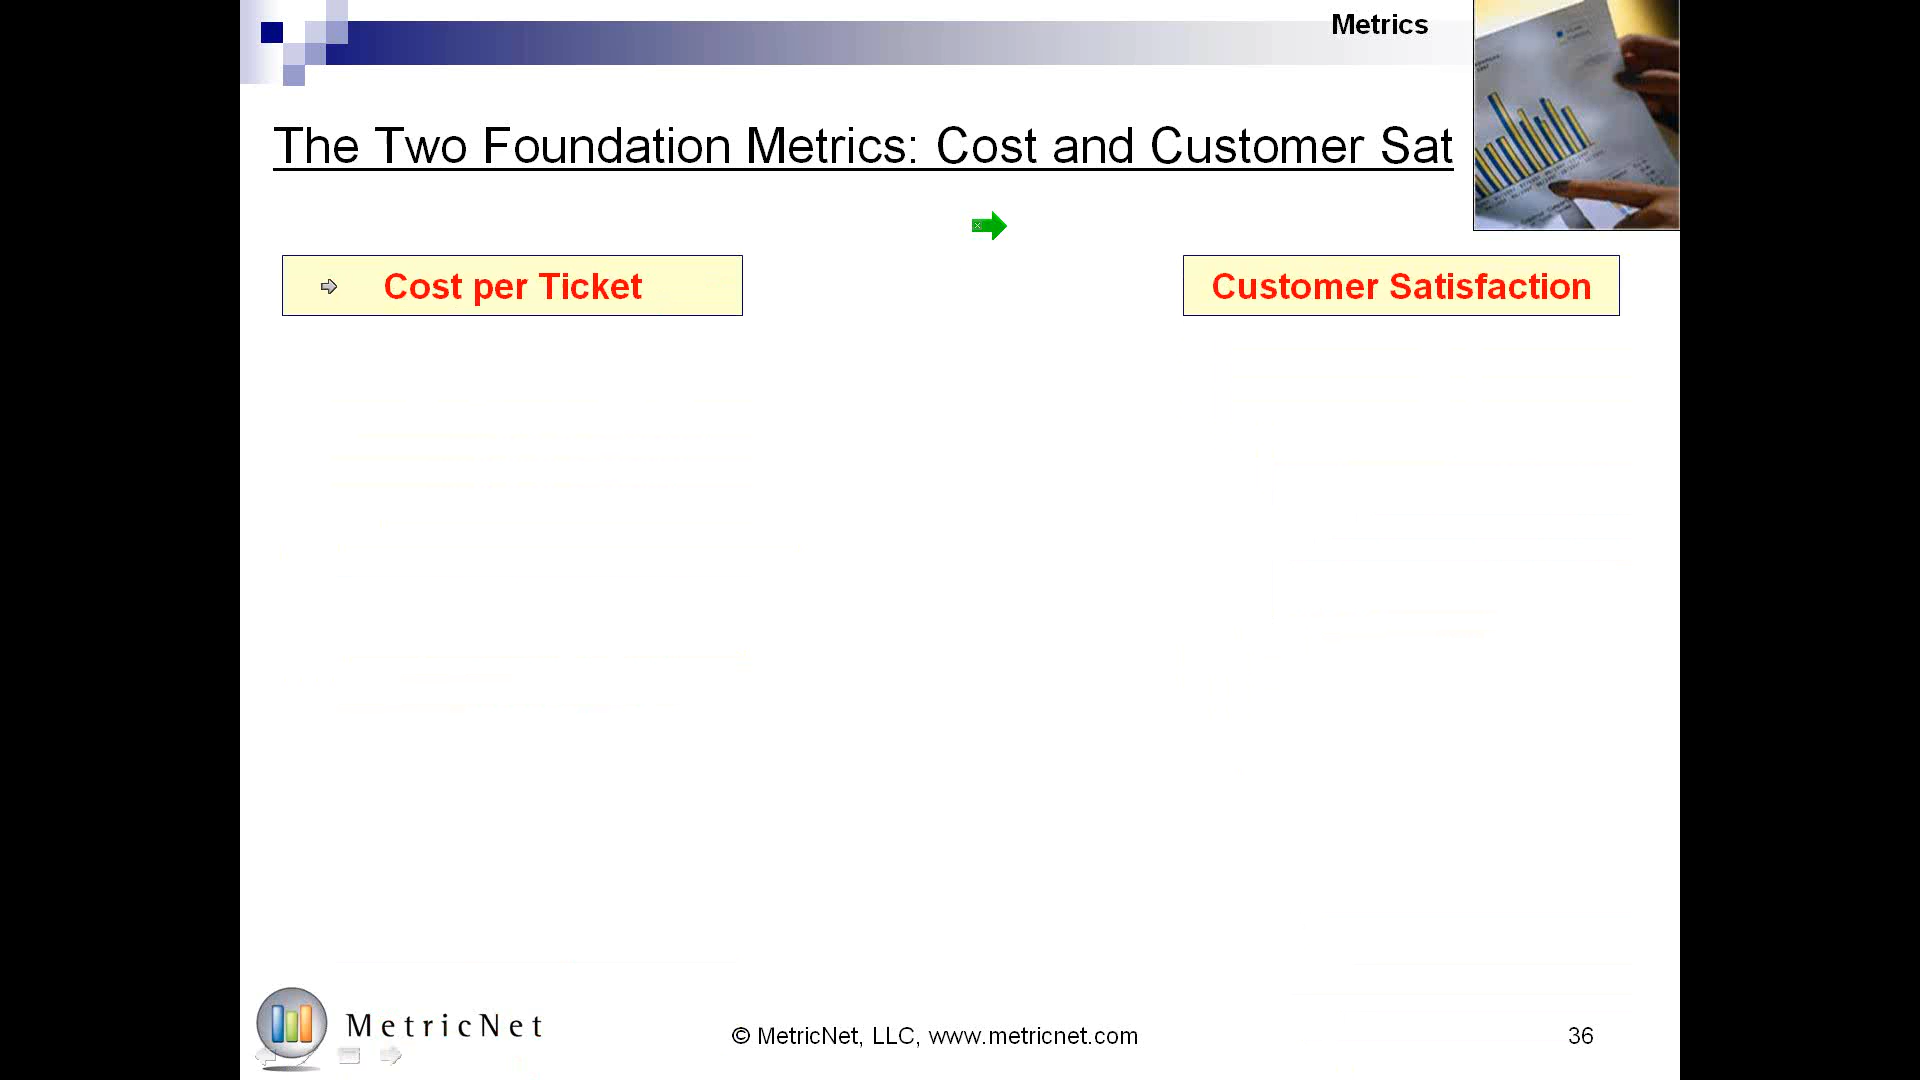 Metrics
The Two Foundation Metrics: Cost and Customer Sat
Cost per Ticket
Customer Satisfaction
MetricNet
© MetricNet, LLC, www.metricnet.com
36